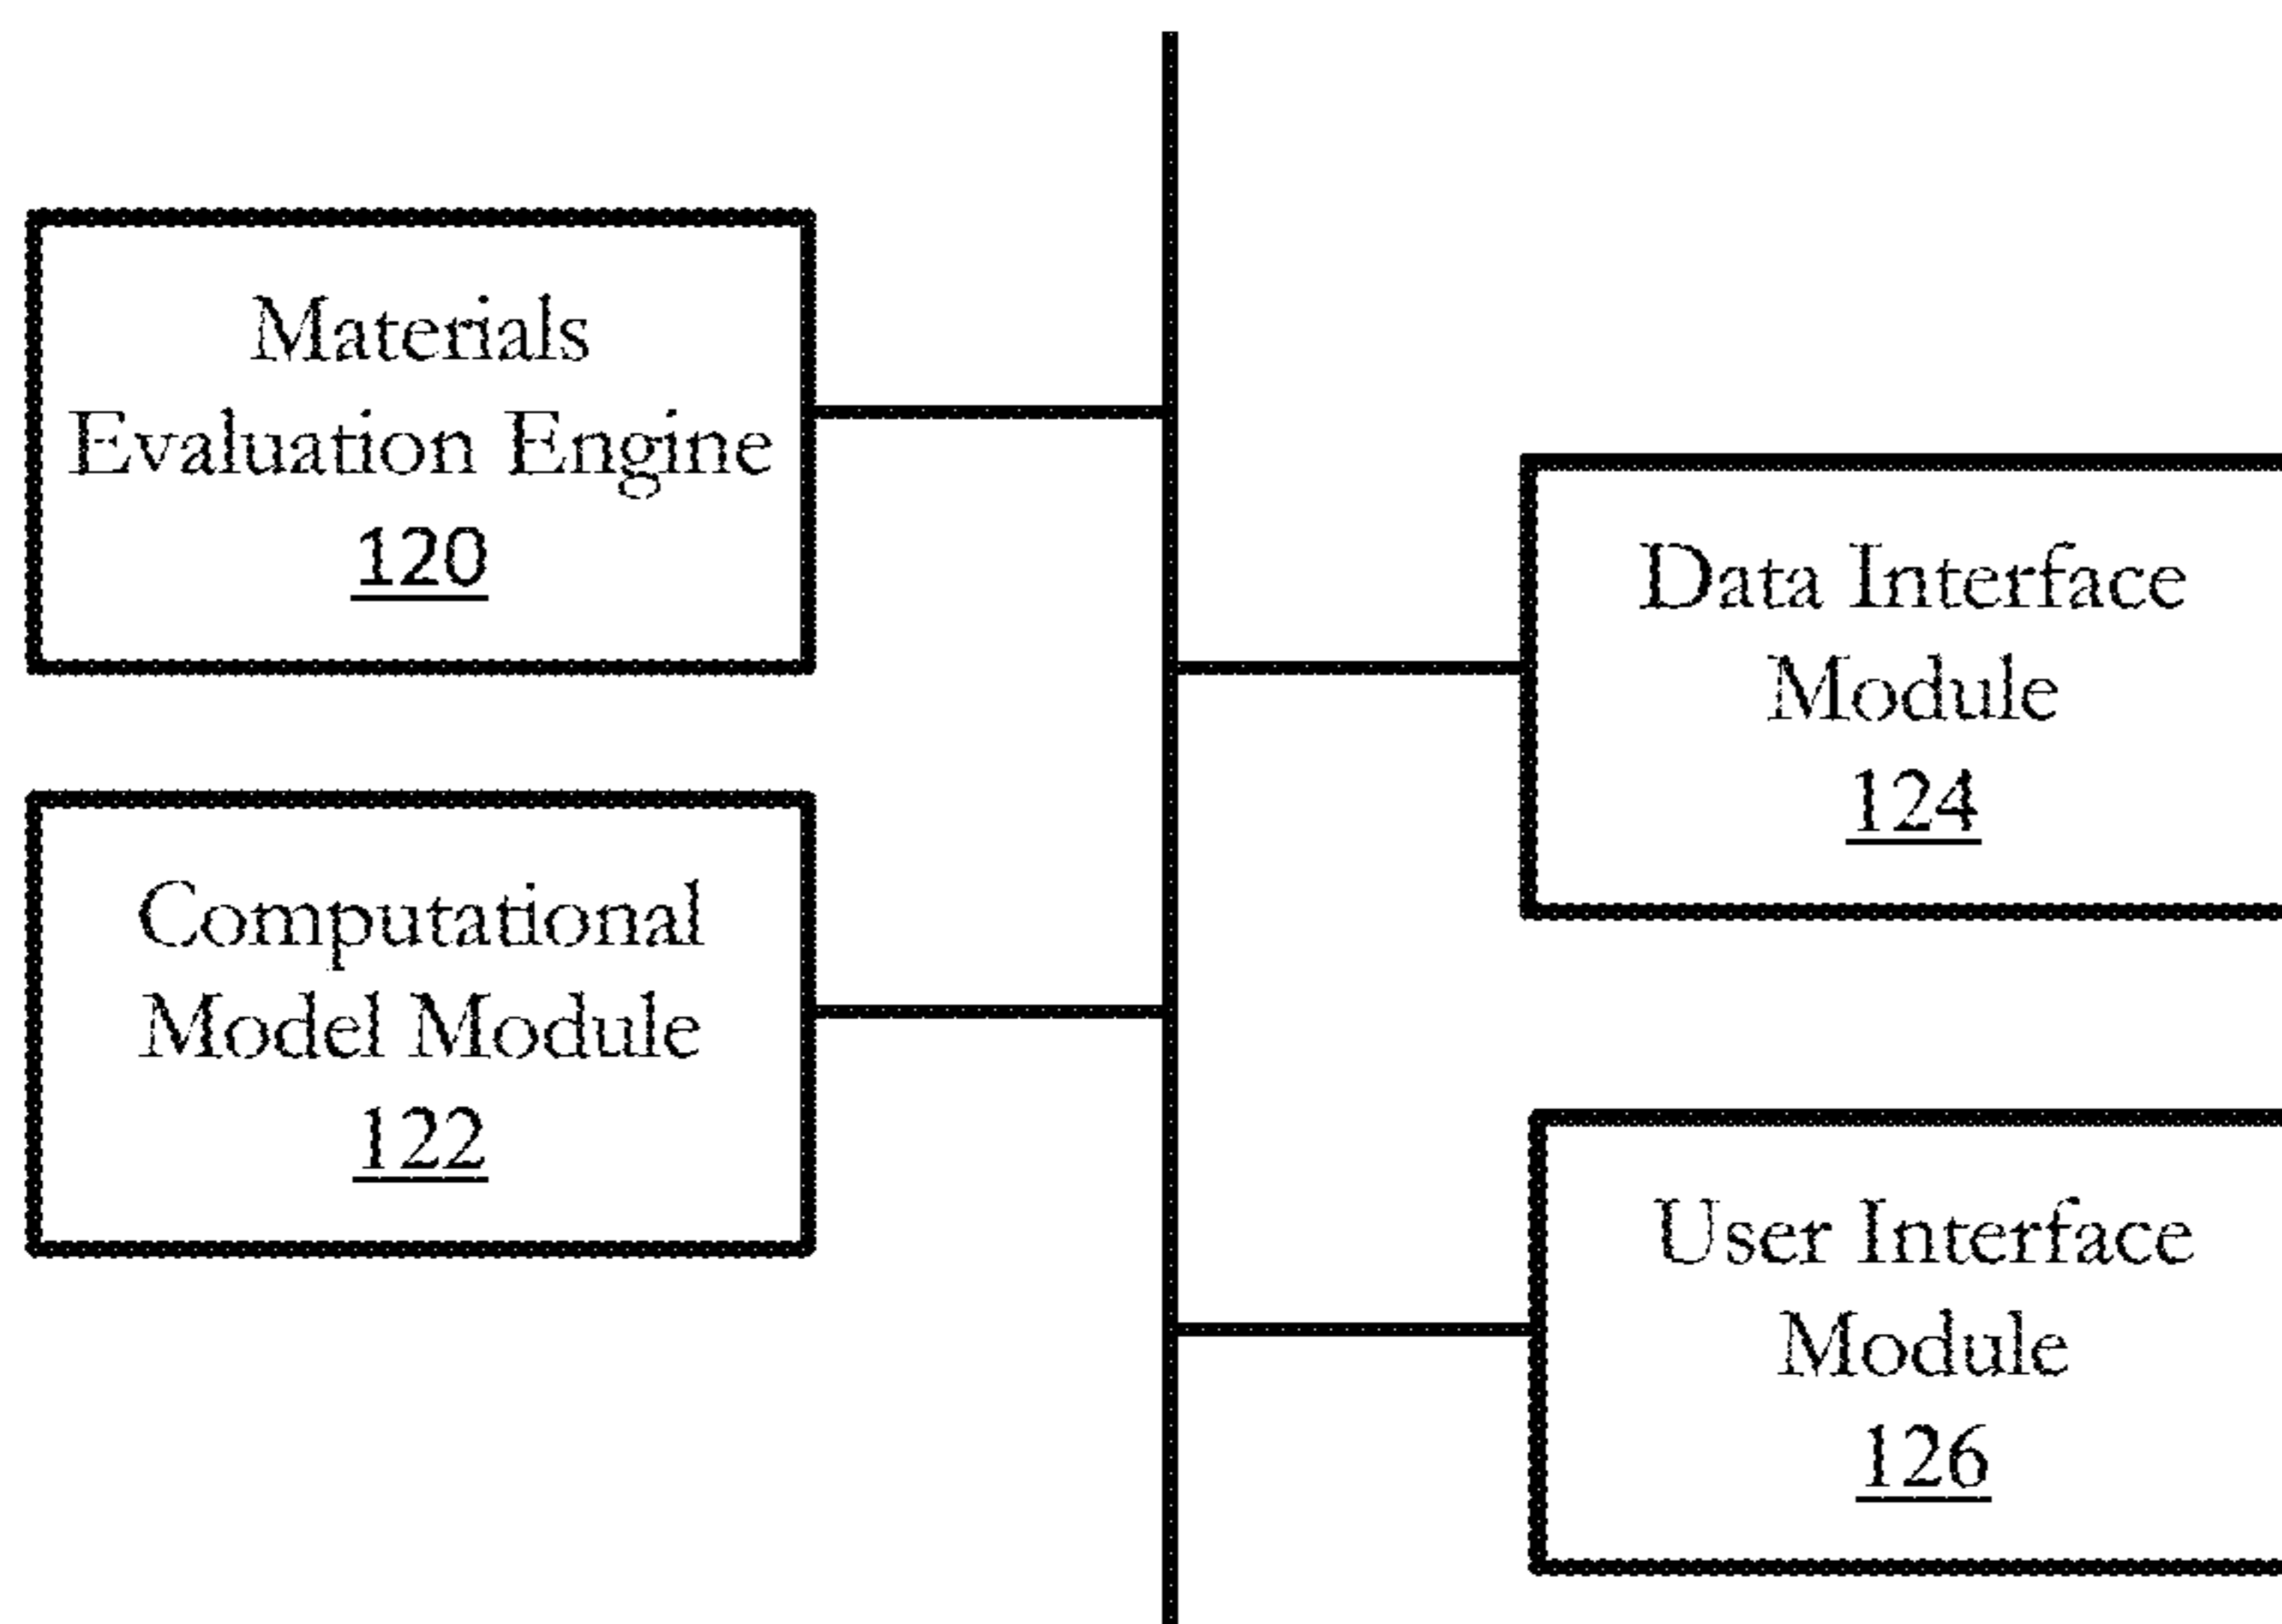 Materials
Evaluation Engine
120
Data Interface
Module
124
Computational
Model Module
122
User Interface
Module
126